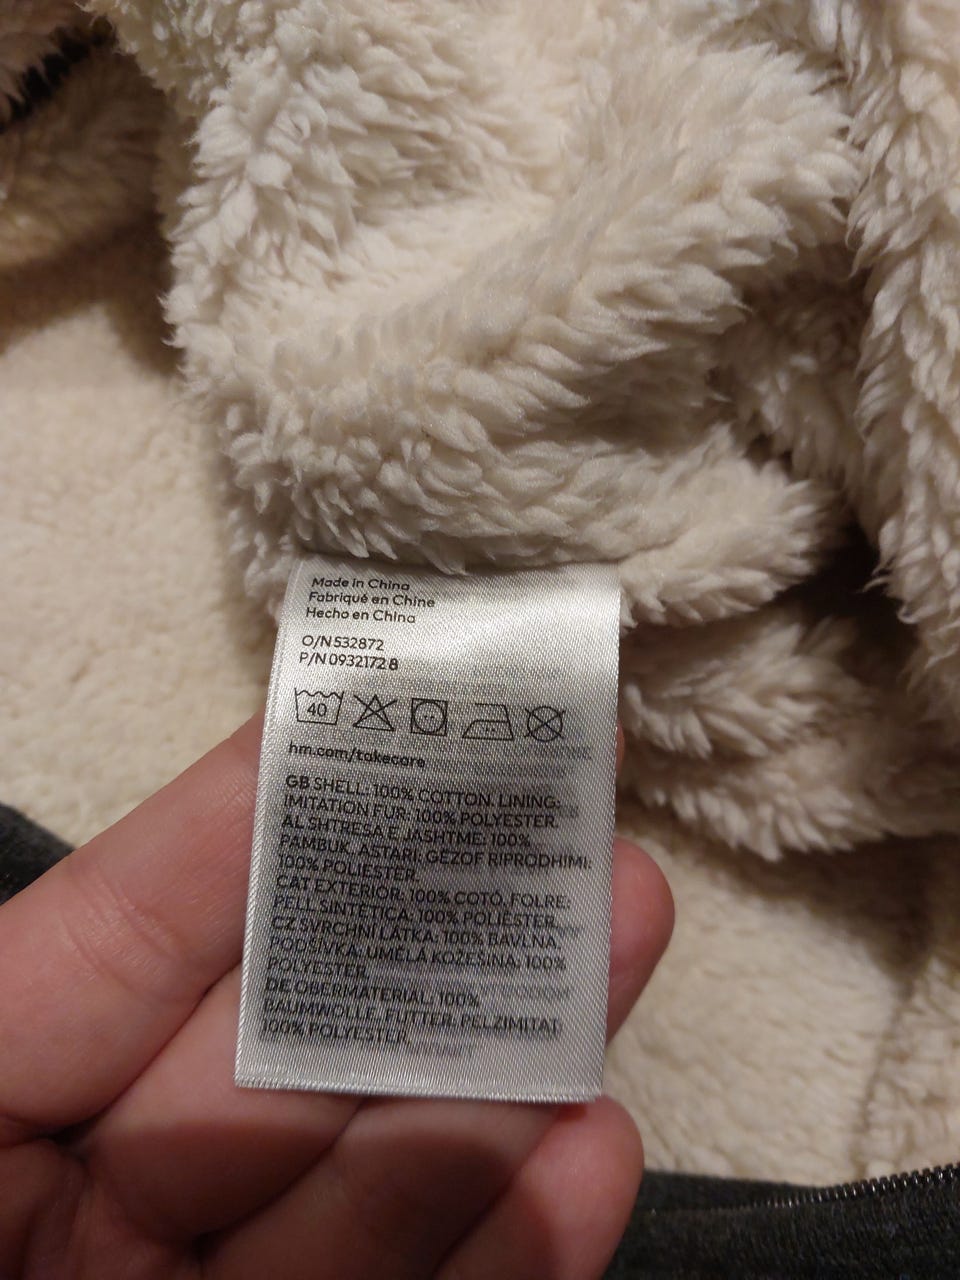 Made in China
Fabriqué en Chine
Hecho en China
O/N 532872
P/N 0932172 8
40
hm.com/takecare
GB SHELL: 100% COTTON. LINING:
IMITATION FUR: 100% POLYESTER.
AL SHTRESA E JASHTME: 100%
PAMBUK. ASTARI: GËZOF RIPRODHIMI:
100% POLIESTER.
CAT EXTERIOR: 100% COTÓ. FOLRE:
PELL SINTÈTICA: 100% POLIÈSTER.
CZ SVRCHNÍ LÁTKA: 100% BAVLNA.
PODŠÍVKA: UMĚLÁ KOŽEŠINA. 100%
POLYESTER.
DE OBERMATERIAL: 100%
BAUMWOLLE. FUTTER: PELZIMITAT:
100% POLYESTER.